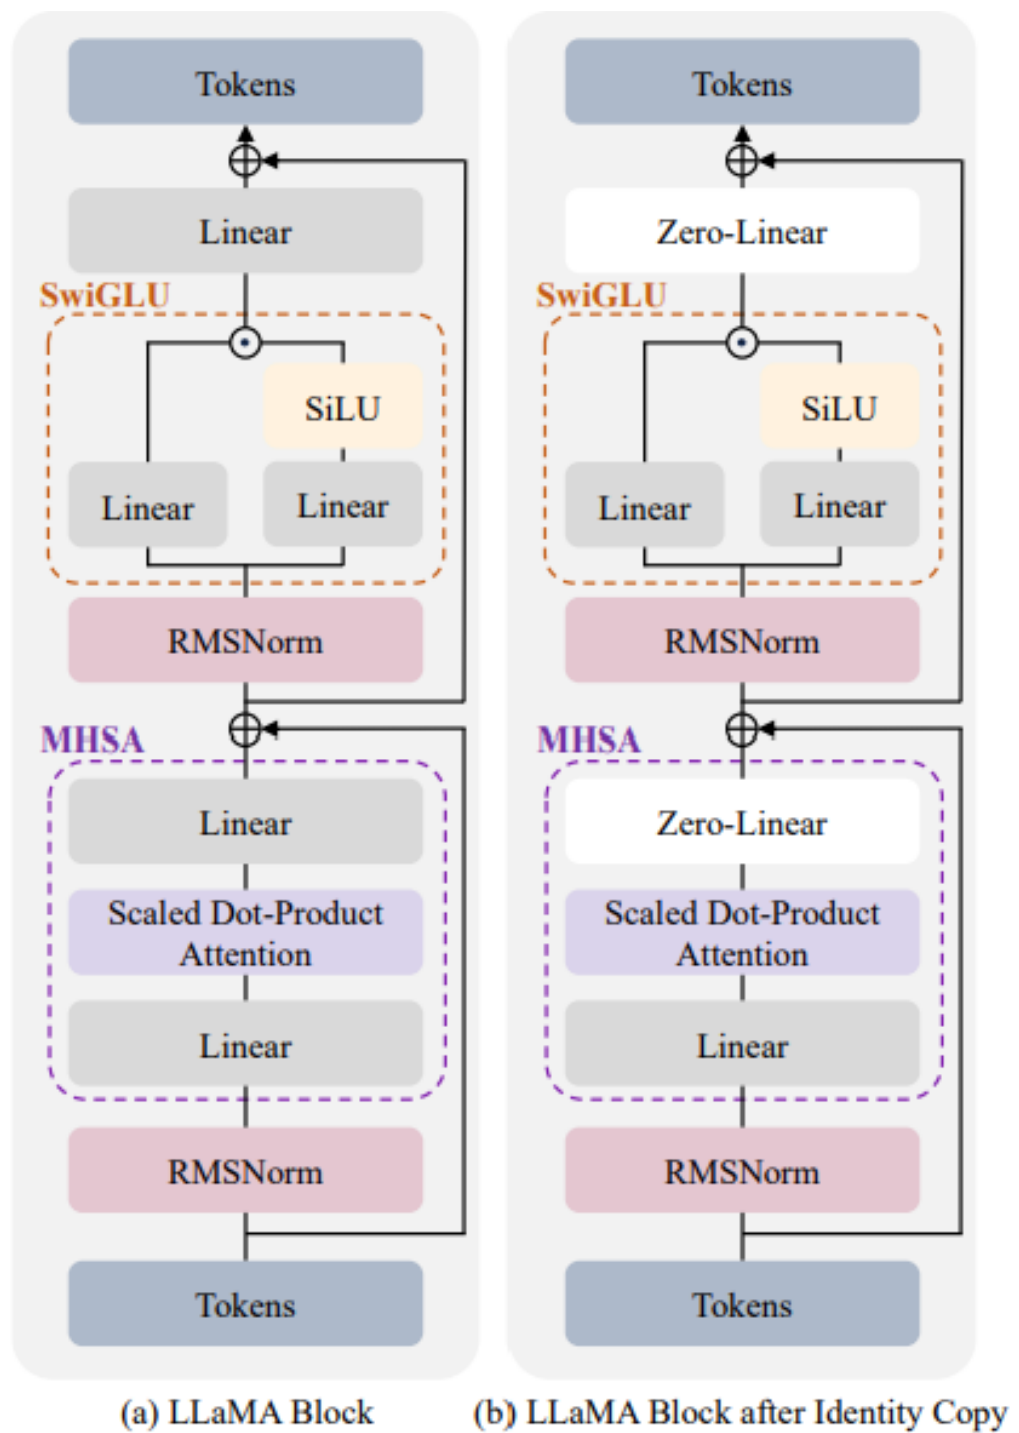 Tokens
Linear
SwiGLU
SiLU
Linear
Linear
RMSNorm
MHSA
Linear
Scaled Dot-Product
Attention
Linear
RMSNorm
Tokens
(a) LLaMA Block
Tokens
Zero-Linear
SwiGLU
SiLU
Linear
Linear
RMSNorm
MHSA
Zero-Linear
Scaled Dot-Product
Attention
Linear
RMSNorm
Tokens
(b) LLaMA Block after Identity Copy